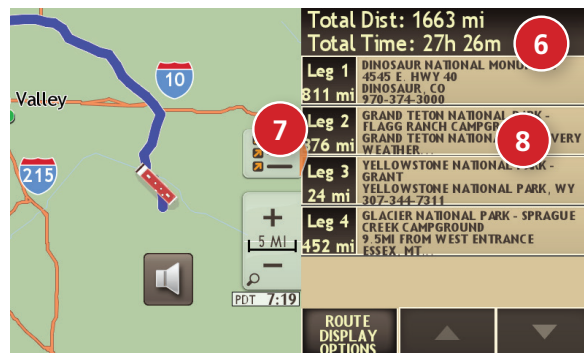 Total Dist: 1663 mi
Total Time: 27h 26m
6
Leg 1
811 mi
DINOSAUR NATIONAL
4545 E. HWY 40
DINOSAUR, CO
970-374-3000
Leg 2
376 mi
GRAND TETON NATIONAL PARK -
FLAGG RANCH
GRAND TETON NATIONAL VERY
WEATHER...
8
Leg 3
24 mi
YELLOWSTONE NATIONAL PARK -
GRANT
YELLOWSTONE NATIONAL PARK, WY
307-344-7311
Leg 4
452 mi
GLACIER NATIONAL PARK - SPRAGUE
CREEK CAMPGROUND
9.5MI FROM WEST ENTRANCE
ESSEX, MT...
ROUTE
DISPLAY
OPTIONS
10
Valley
7
215
+
5 MI
-
PDT 7:19